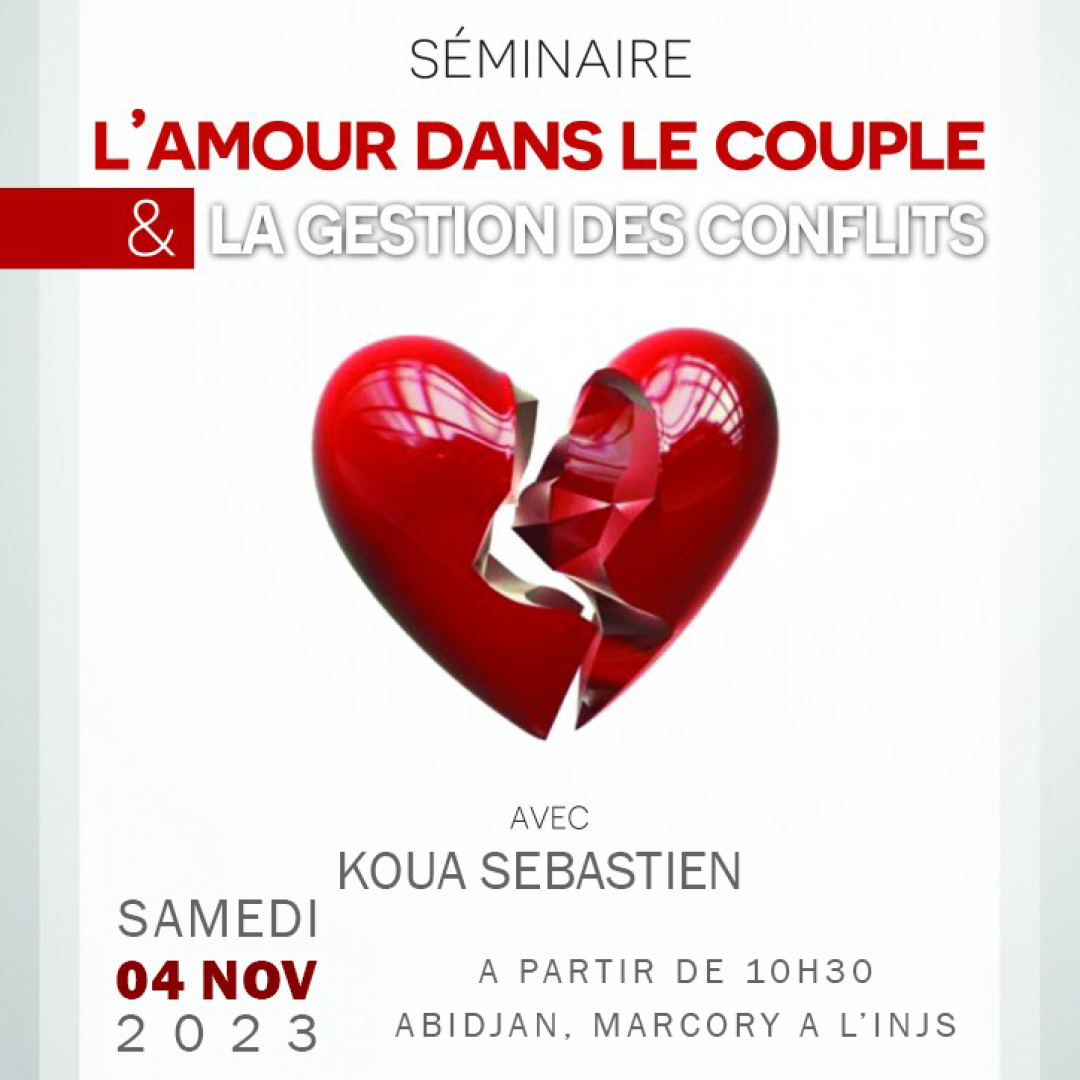 SÉMINAIRE
L'AMOUR DANS LE COUPLE
& LA GESTION DES CONFLITS
AVEC
KOUA SEBASTIEN
SAMEDI
04 NOV
2023
A PARTIR DE 10H30
ABIDJAN, MARCORY A L'INJS